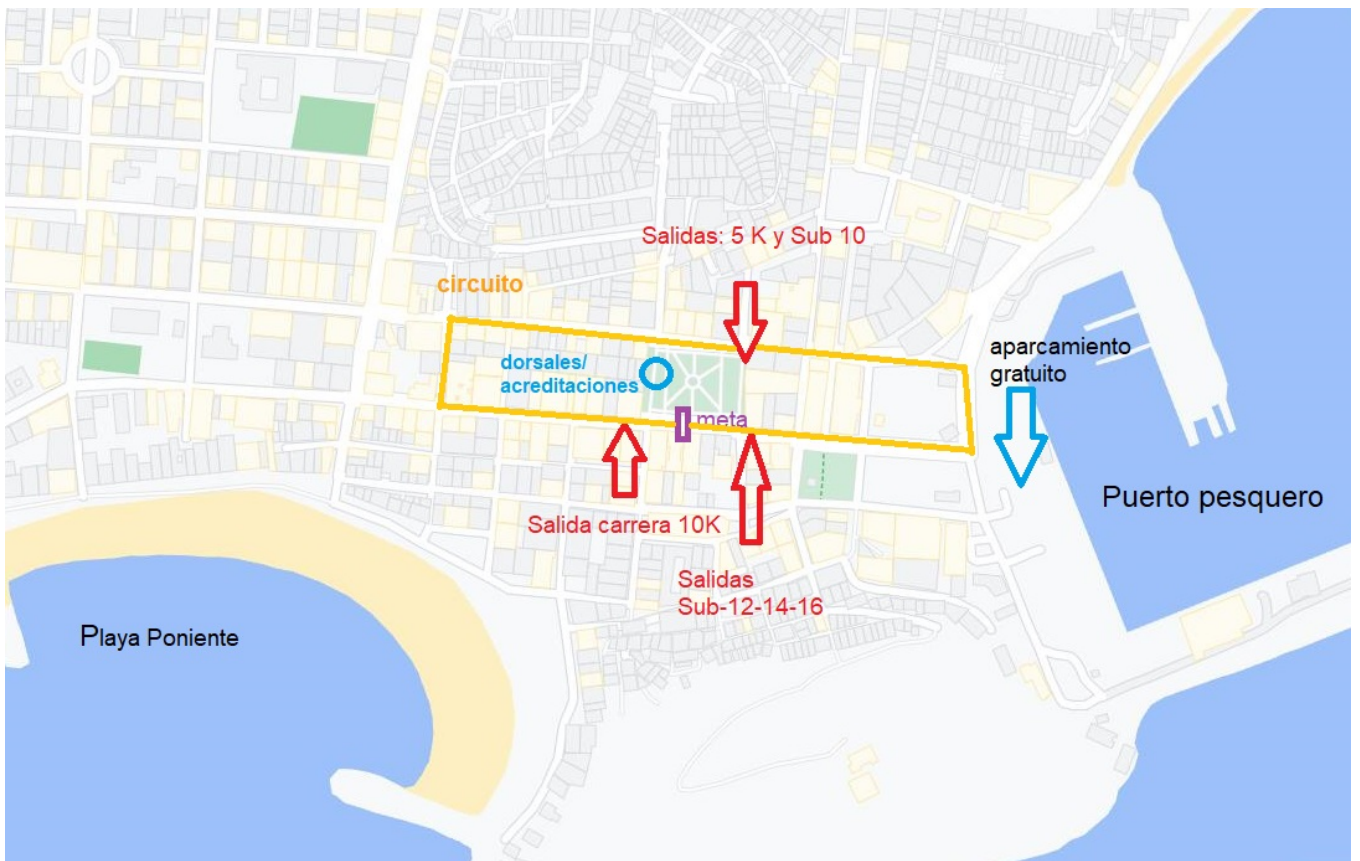 Salidas: 5 K y Sub 10
circuito
aparcamiento
gratuito
dorsales/
acreditaciones
meta
Puerto pesquero
Salida carrera 10K
Salidas
Sub-12-14-16
Playa Poniente